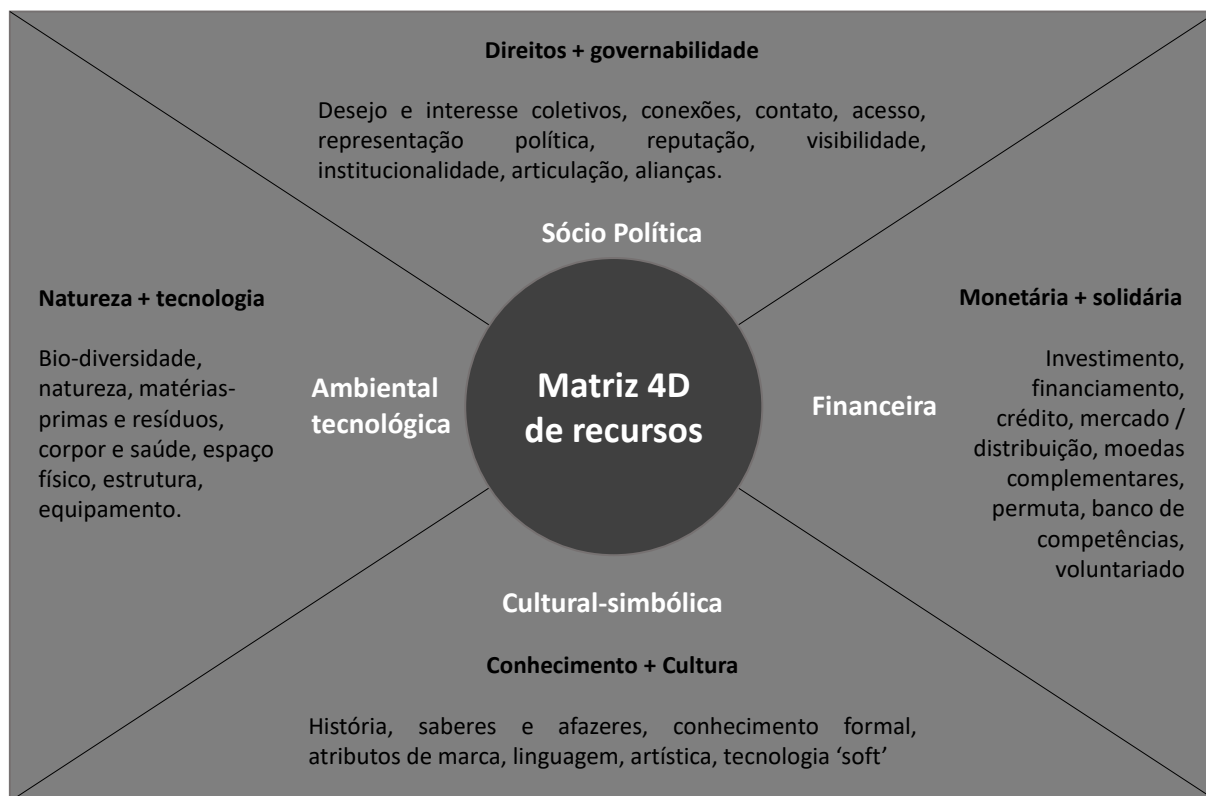 Direitos + governabilidade
Desejo e interesse coletivos, conexões, contato, acesso,
representação política, reputação, visibilidade,
institucionalidade, articulação, alianças.
Sócio Política
Natureza + tecnologia
Bio-diversidade,
natureza, matérias-
primas e resíduos,
corpor e saúde, espaço
físico, estrutura,
equipamento.
Ambiental
tecnológica
Matriz 4D
de recursos
Financeira
Monetária + solidária
Investimento,
financiamento,
crédito, mercado /
distribuição, moedas
complementares,
permuta, banco de
competências,
voluntariado
Cultural-simbólica
Conhecimento + Cultura
História, saberes e afazeres, conhecimento formal,
atributos de marca, linguagem, artística, tecnologia ‘soft’